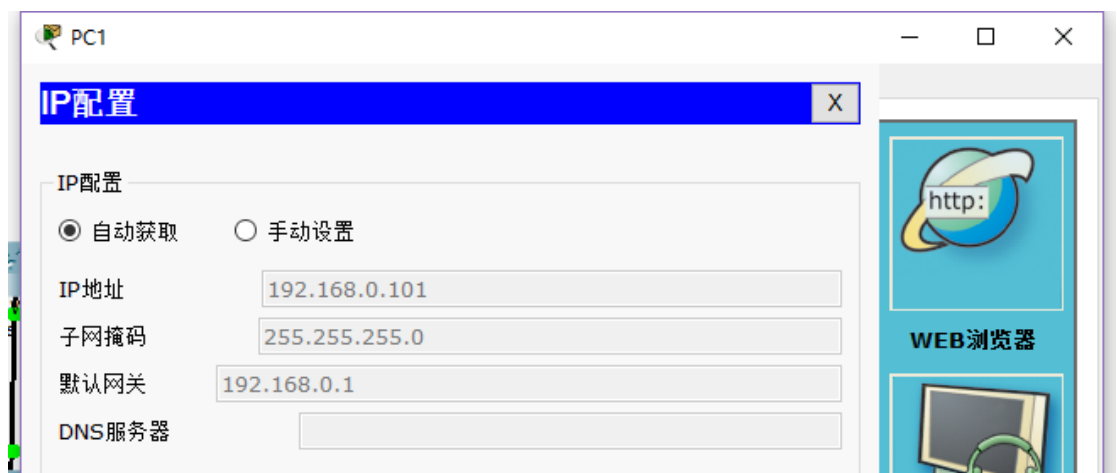 PC1
IP配置 X
IP配置
自动获取 手动设置
http:
IP地址 192.168.0.101
子网掩码 255.255.255.0
WEB浏览器
默认网关 192.168.0.1
DNS服务器